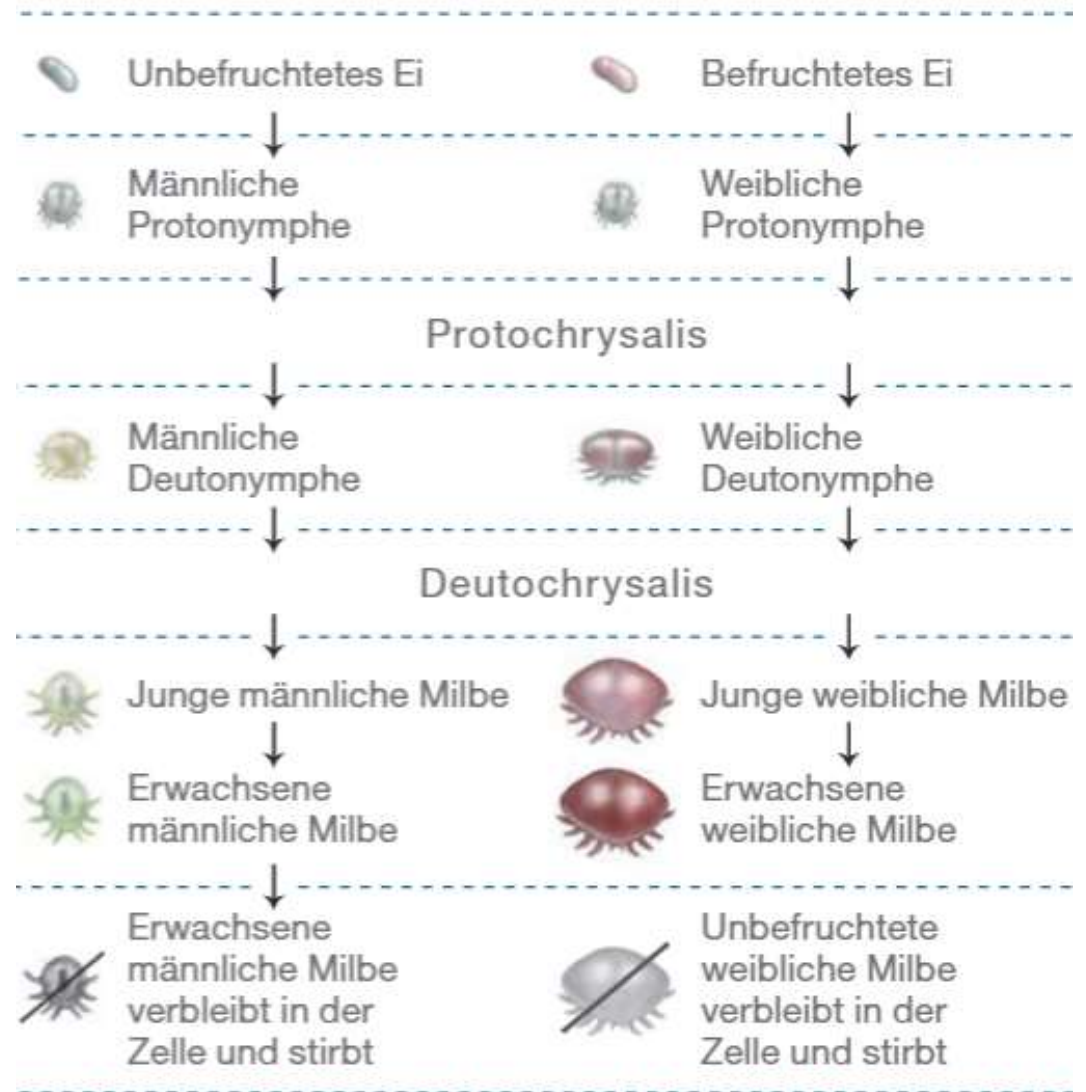 Unbefruchtetes Ei
Befruchtetes Ei
Männliche
Protonymphe
Weibliche
Protonymphe
Protochrysalis
Männliche
Deutonymphe
Weibliche
Deutonymphe
Deutochrysalis
Junge männliche Milbe
Junge weibliche Milbe
Erwachsene
männliche Milbe
Erwachsene
weibliche Milbe
Erwachsene
männliche Milbe
verbleibt in der
Zelle und stirbt
Unbefruchtete
weibliche Milbe
verbleibt in der
Zelle und stirbt